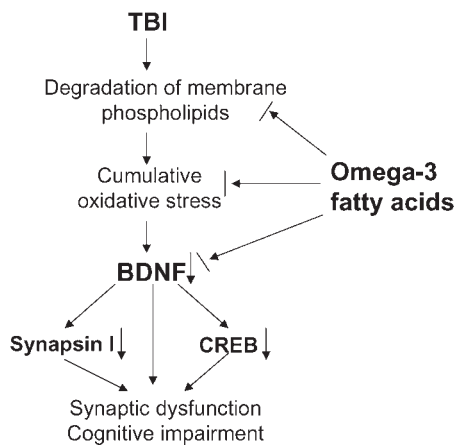 TBI
Degradation of membrane
phospholipids
Cumulative
oxidative stress
Omega-3
fatty acids
BDNF
Synapsin I
CREB
Synaptic dysfunction
Cognitive impairment